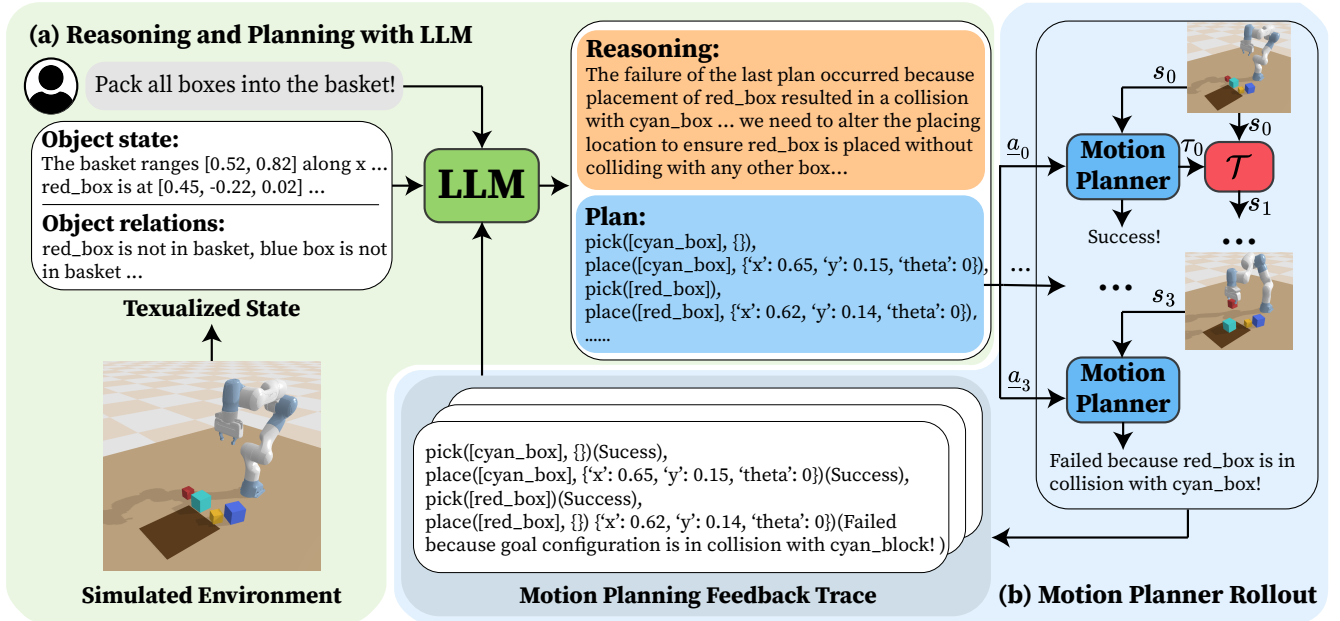 (a) Reasoning and Planning with LLM
Pack all boxes into the basket!
Object state:
The basket ranges [0.52, 0.82] along x ...
red_box is at [0.45, -0.22, 0.02] ...
Object relations:
red_box is not in basket, blue box is not
in basket ...
Texualized State
Simulated Environment
LLM
Reasoning:
The failure of the last plan occurred because
placement of red_box resulted in a collision
with cyan_box ... we need to alter the placing
location to ensure red_box is placed without
colliding with any other box...
Plan:
pick([cyan_box], {}),
place([cyan_box], {‘x’: 0.65, ‘y’: 0.15, ‘theta’: 0}),
pick([red_box]),
place([red_box], {‘x’: 0.62, ‘y’: 0.14, ‘theta’: 0}),
......
pick([cyan_box], {})(Sucess),
place([cyan_box], {‘x’: 0.65, ‘y’: 0.15, ‘theta’: 0})(Success),
pick([red_box])(Success),
place([red_box], {}) {‘x’: 0.62, ‘y’: 0.14, ‘theta’: 0})(Failed
because goal configuration is in collision with cyan_block! )
Motion Planning Feedback Trace
s0
s0
a0
Motion
Planner
τ0
𝒯
s1
Success!
...
...
...
s3
a3
Motion
Planner
Failed because red_box is in
collision with cyan_box!
(b) Motion Planner Rollout